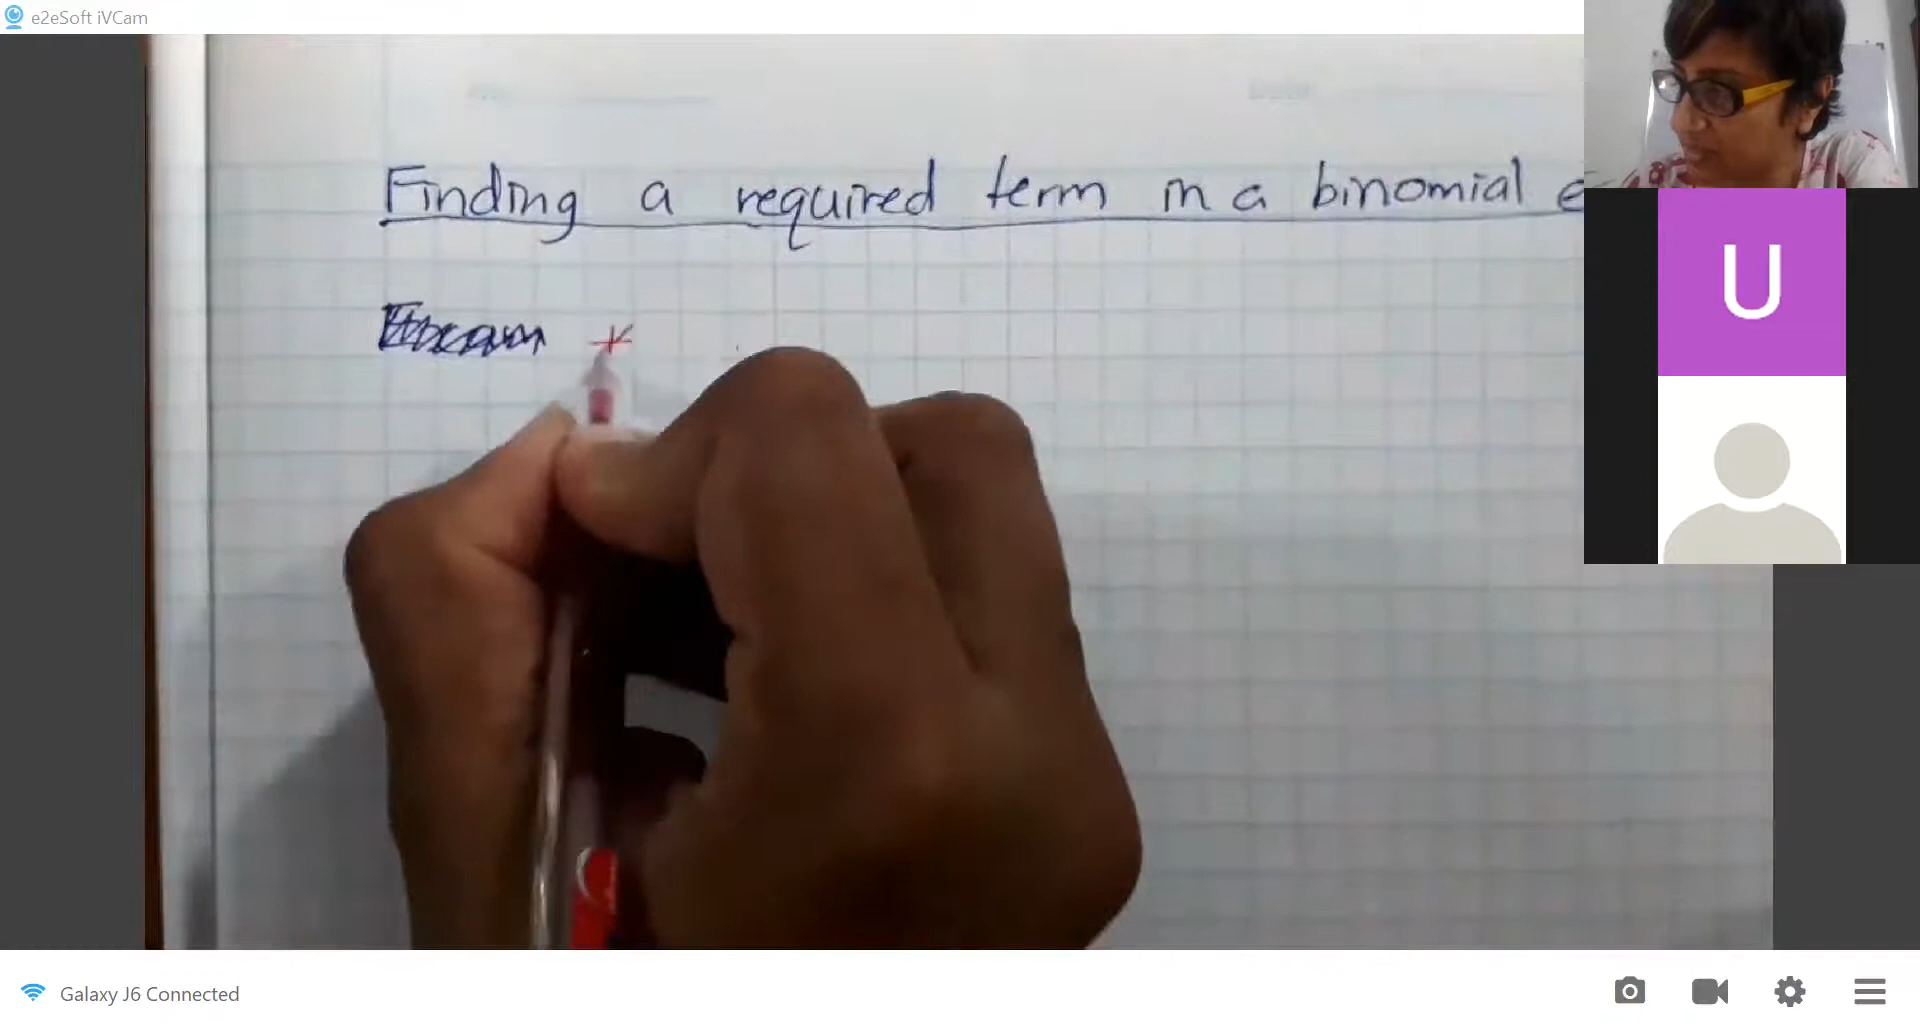 e2eSoft iVCam
Finding a required term in a binomial e
U
Galaxy J6 Connected